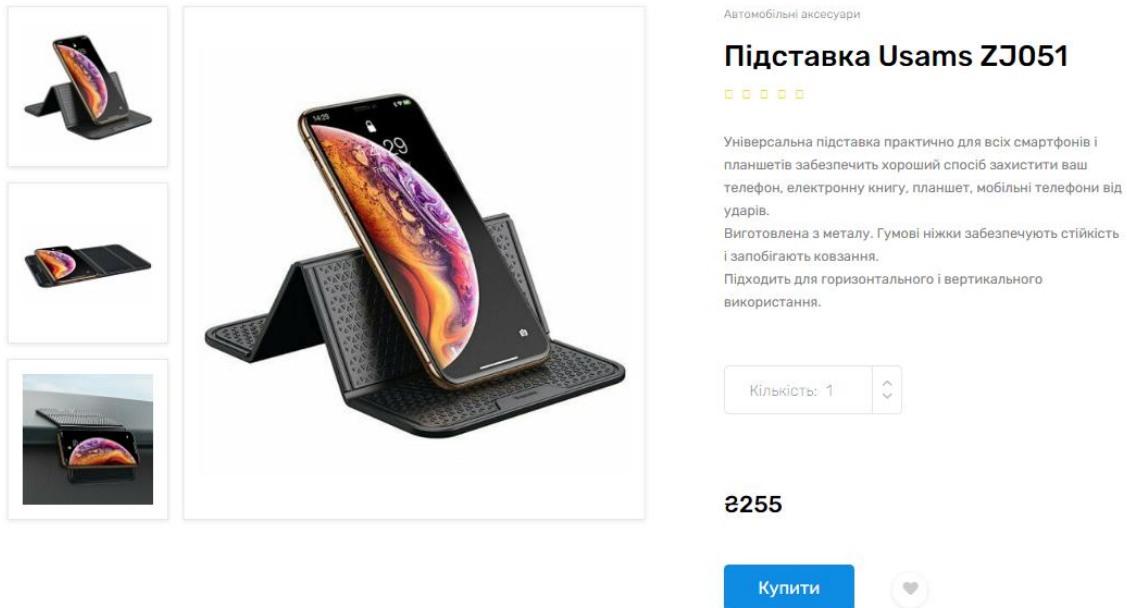 Автомобільні аксесуари
Підставка Usams ZJ051
Універсальна підставка практично для всіх смартфонів і
планшетів забезпечить хороший спосіб захистити ваш
телефон, електронну книгу, планшет, мобільні телефони від
ударів.
Виготовлена з металу. Гумові ніжки забезпечують стійкість
і запобігають ковзання.
Підходить для горизонтального і вертикального
використання.
Кількість: 1
₴255
Купити
14:29